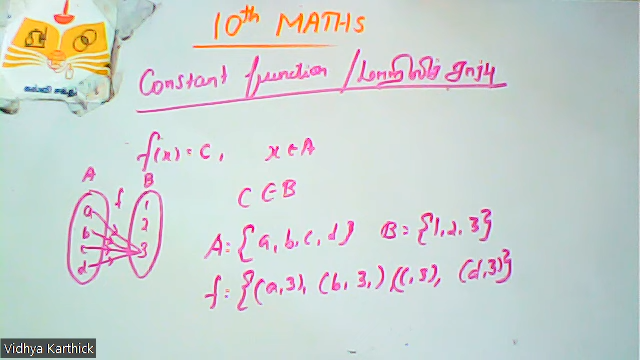 10th MATHS
Constant function / மாறிலிச் சார்பு
f(x) = C, x ∈ A
C ∈ B
A B
f
a 1
b 2
c 3
d
A = {a, b, c, d} B = {1, 2, 3}
f = {(a, 3), (b, 3,) (c, 3), (d, 3)}
Vidhya Karthick